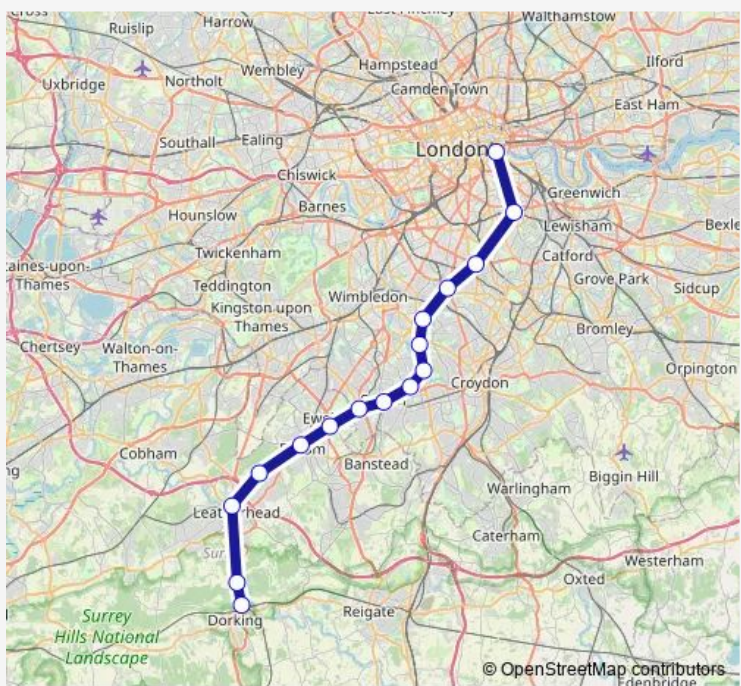 Ruislip
Harrow
Walthamstow
Uxbridge
Northolt
Wembley
Hampstead
Ilford
Camden Town
East Ham
Southall
Ealing
London
Chiswick
Hounslow
Barnes
Greenwich
Lewisham
Twickenham
Catford
Thames
Teddington
Wimbledon
Grove Park
Sidcup
Kingston upon
Thames
Bromley
Chertsey
Walton-on-
Thames
Croydon
Orpington
Cobham
Banstead
Warlingham
Biggin Hill
Caterham
Westerham
Oxted
Dorking
Reigate
Surrey
Hills National
Landscape
© OpenStreetMap contributors